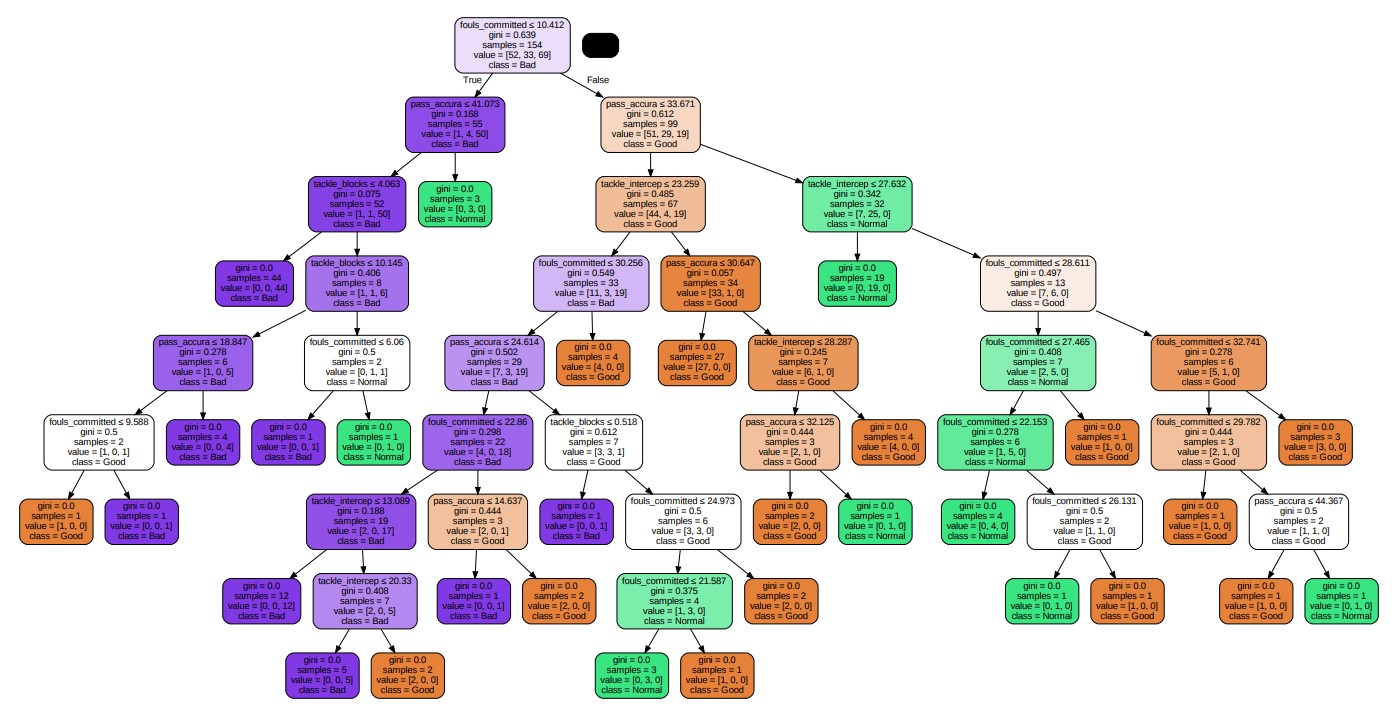 fouls_committed ≤ 10.412
gini = 0.639
samples = 154
value = [52, 33, 69]
class = Bad
True
False
pass_accura ≤ 41.073
gini = 0.168
samples = 55
value = [1, 4, 50]
class = Bad
pass_accura ≤ 33.671
gini = 0.612
samples = 99
value = [51, 29, 19]
class = Good
tackle_blocks ≤ 4.063
gini = 0.075
samples = 52
value = [1, 1, 50]
class = Bad
gini = 0.0
samples = 3
value = [0, 3, 0]
class = Normal
tackle_intercep ≤ 23.259
gini = 0.485
samples = 67
value = [44, 4, 19]
class = Good
tackle_intercep ≤ 27.632
gini = 0.342
samples = 32
value = [7, 25, 0]
class = Normal
gini = 0.0
samples = 44
value = [0, 0, 44]
class = Bad
tackle_blocks ≤ 10.145
gini = 0.406
samples = 8
value = [1, 1, 6]
class = Bad
fouls_committed ≤ 30.256
gini = 0.549
samples = 33
value = [11, 3, 19]
class = Bad
pass_accura ≤ 30.647
gini = 0.057
samples = 34
value = [33, 1, 0]
class = Good
gini = 0.0
samples = 19
value = [0, 19, 0]
class = Normal
fouls_committed ≤ 28.611
gini = 0.497
samples = 13
value = [7, 6, 0]
class = Good
pass_accura ≤ 18.847
gini = 0.278
samples = 6
value = [1, 0, 5]
class = Bad
fouls_committed ≤ 6.06
gini = 0.5
samples = 2
value = [0, 1, 1]
class = Normal
pass_accura ≤ 24.614
gini = 0.502
samples = 29
value = [7, 3, 19]
class = Bad
gini = 0.0
samples = 4
value = [4, 0, 0]
class = Good
gini = 0.0
samples = 27
value = [27, 0, 0]
class = Good
tackle_intercep ≤ 28.287
gini = 0.245
samples = 7
value = [6, 1, 0]
class = Good
fouls_committed ≤ 27.465
gini = 0.408
samples = 7
value = [2, 5, 0]
class = Normal
fouls_committed ≤ 32.741
gini = 0.278
samples = 6
value = [5, 1, 0]
class = Good
fouls_committed ≤ 9.588
gini = 0.5
samples = 2
value = [1, 0, 1]
class = Good
gini = 0.0
samples = 4
value = [0, 0, 4]
class = Bad
gini = 0.0
samples = 1
value = [0, 0, 1]
class = Bad
gini = 0.0
samples = 1
value = [0, 1, 0]
class = Normal
fouls_committed ≤ 22.86
gini = 0.298
samples = 22
value = [4, 0, 18]
class = Bad
tackle_blocks ≤ 0.518
gini = 0.612
samples = 7
value = [3, 3, 1]
class = Good
pass_accura ≤ 32.125
gini = 0.444
samples = 3
value = [2, 1, 0]
class = Good
gini = 0.0
samples = 4
value = [4, 0, 0]
class = Good
fouls_committed ≤ 22.153
gini = 0.278
samples = 6
value = [1, 5, 0]
class = Normal
gini = 0.0
samples = 1
value = [1, 0, 0]
class = Good
fouls_committed ≤ 29.782
gini = 0.444
samples = 3
value = [2, 1, 0]
class = Good
gini = 0.0
samples = 3
value = [3, 0, 0]
class = Good
gini = 0.0
samples = 1
value = [1, 0, 0]
class = Good
gini = 0.0
samples = 1
value = [0, 0, 1]
class = Bad
tackle_intercep ≤ 13.089
gini = 0.188
samples = 19
value = [2, 0, 17]
class = Bad
pass_accura ≤ 14.637
gini = 0.444
samples = 3
value = [2, 0, 1]
class = Good
gini = 0.0
samples = 1
value = [0, 0, 1]
class = Bad
fouls_committed ≤ 24.973
gini = 0.5
samples = 6
value = [3, 3, 0]
class = Good
gini = 0.0
samples = 2
value = [2, 0, 0]
class = Good
gini = 0.0
samples = 1
value = [0, 1, 0]
class = Normal
gini = 0.0
samples = 4
value = [0, 4, 0]
class = Normal
fouls_committed ≤ 26.131
gini = 0.5
samples = 2
value = [1, 1, 0]
class = Good
gini = 0.0
samples = 1
value = [1, 0, 0]
class = Good
pass_accura ≤ 44.367
gini = 0.5
samples = 2
value = [1, 1, 0]
class = Good
gini = 0.0
samples = 12
value = [0, 0, 12]
class = Bad
tackle_intercep ≤ 20.33
gini = 0.408
samples = 7
value = [2, 0, 5]
class = Bad
gini = 0.0
samples = 1
value = [0, 0, 1]
class = Bad
gini = 0.0
samples = 2
value = [2, 0, 0]
class = Good
fouls_committed ≤ 21.587
gini = 0.375
samples = 4
value = [1, 3, 0]
class = Normal
gini = 0.0
samples = 2
value = [2, 0, 0]
class = Good
gini = 0.0
samples = 1
value = [0, 1, 0]
class = Normal
gini = 0.0
samples = 1
value = [1, 0, 0]
class = Good
gini = 0.0
samples = 1
value = [1, 0, 0]
class = Good
gini = 0.0
samples = 1
value = [0, 1, 0]
class = Normal
gini = 0.0
samples = 5
value = [0, 0, 5]
class = Bad
gini = 0.0
samples = 2
value = [2, 0, 0]
class = Good
gini = 0.0
samples = 3
value = [0, 3, 0]
class = Normal
gini = 0.0
samples = 1
value = [1, 0, 0]
class = Good